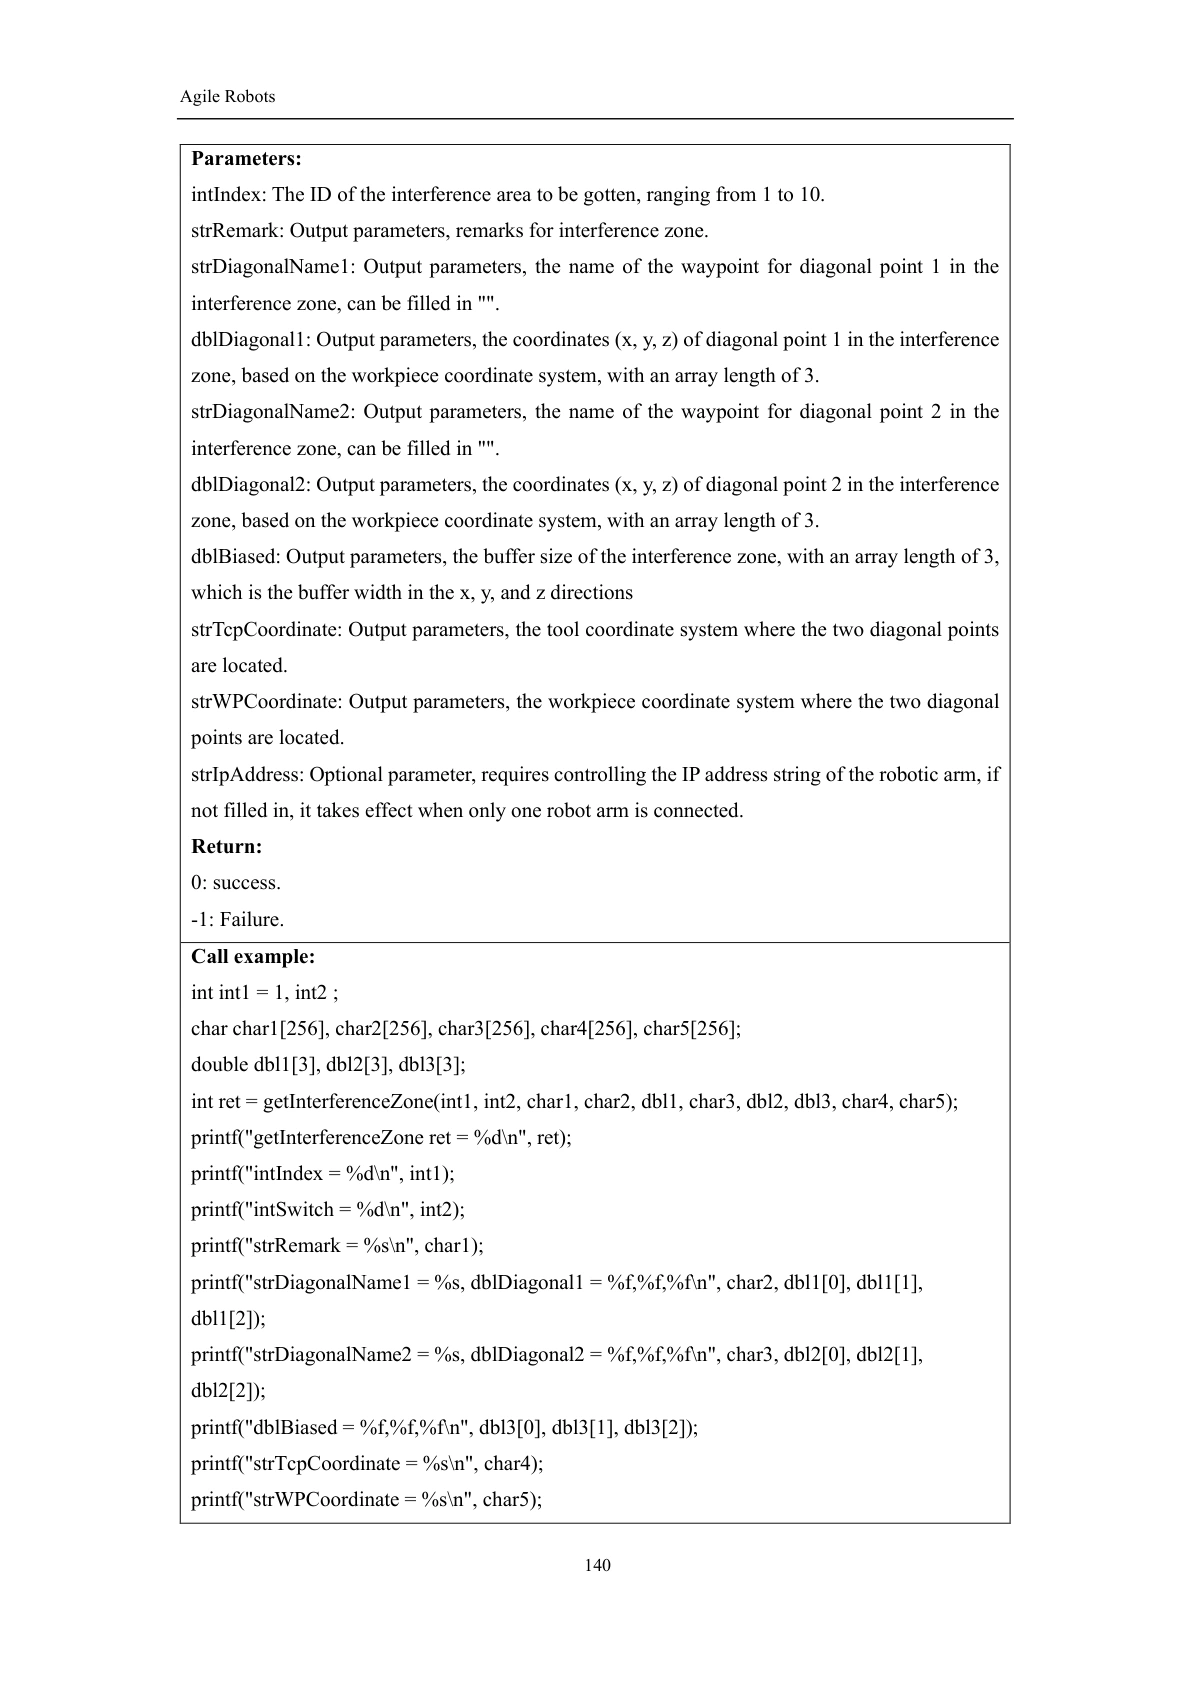 Agile Robots
Parameters:
intIndex: The ID of the interference area to be gotten, ranging from 1 to 10.
strRemark: Output parameters, remarks for interference zone.
strDiagonalName1: Output parameters, the name of the waypoint for diagonal point 1 in the
interference zone, can be filled in "".
dblDiagonal1: Output parameters, the coordinates (x, y, z) of diagonal point 1 in the interference
zone, based on the workpiece coordinate system, with an array length of 3.
strDiagonalName2: Output parameters, the name of the waypoint for diagonal point 2 in the
interference zone, can be filled in "".
dblDiagonal2: Output parameters, the coordinates (x, y, z) of diagonal point 2 in the interference
zone, based on the workpiece coordinate system, with an array length of 3.
dblBiased: Output parameters, the buffer size of the interference zone, with an array length of 3,
which is the buffer width in the x, y, and z directions
strTcpCoordinate: Output parameters, the tool coordinate system where the two diagonal points
are located.
strWPCoordinate: Output parameters, the workpiece coordinate system where the two diagonal
points are located.
strIpAddress: Optional parameter, requires controlling the IP address string of the robotic arm, if
not filled in, it takes effect when only one robot arm is connected.
Return:
0: success.
-1: Failure.
Call example:
int int1 = 1, int2 ;
char char1[256], char2[256], char3[256], char4[256], char5[256];
double dbl1[3], dbl2[3], dbl3[3];
int ret = getInterferenceZone(int1, int2, char1, char2, dbl1, char3, dbl2, dbl3, char4, char5);
printf("getInterferenceZone ret = %d\n", ret);
printf("intIndex = %d\n", int1);
printf("intSwitch = %d\n", int2);
printf("strRemark = %s\n", char1);
printf("strDiagonalName1 = %s, dblDiagonal1 = %f,%f,%f\n", char2, dbl1[0], dbl1[1],
dbl1[2]);
printf("strDiagonalName2 = %s, dblDiagonal2 = %f,%f,%f\n", char3, dbl2[0], dbl2[1],
dbl2[2]);
printf("dblBiased = %f,%f,%f\n", dbl3[0], dbl3[1], dbl3[2]);
printf("strTcpCoordinate = %s\n", char4);
printf("strWPCoordinate = %s\n", char5);
140